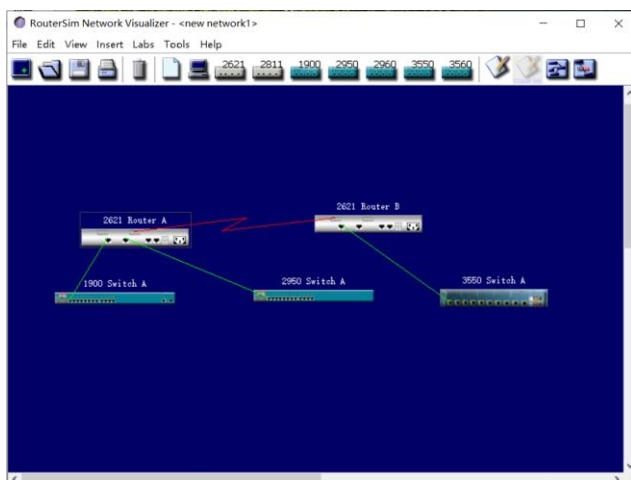 RouterSim Network Visualizer - <new network1>
File Edit View Insert Labs Tools Help
2621 2811 1900 2950 2960 3550 3560
2621 Router B
2621 Router A
1900 Switch A
2950 Switch A
3550 Switch A